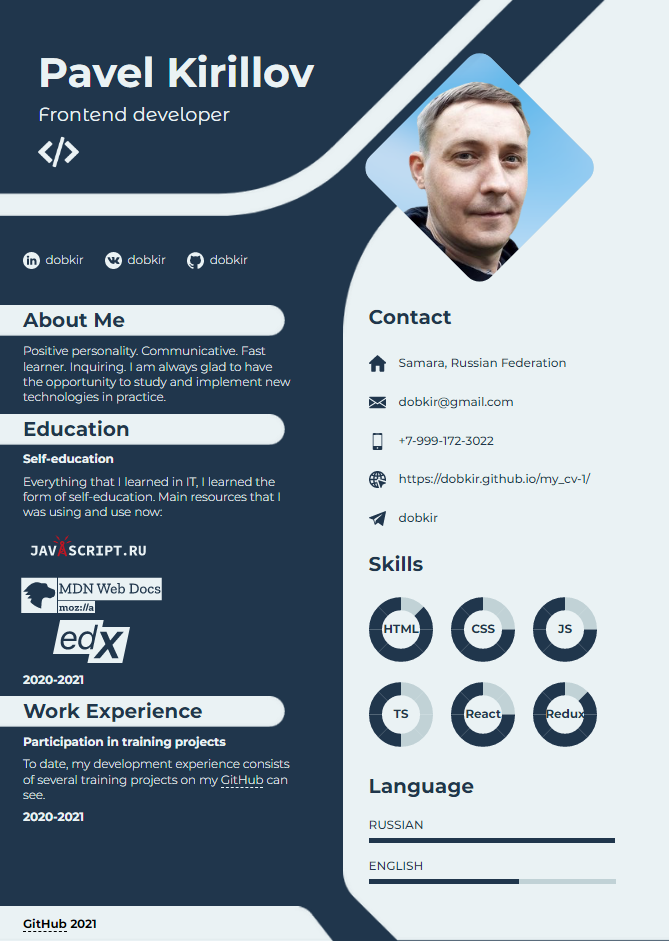 Pavel Kirillov
Frontend developer
</>
dobkir
dobkir
dobkir
About Me
Positive personality. Communicative. Fast
learner. Inquiring. I am always glad to have
the opportunity to study and implement new
technologies in practice.
Education
Self-education
Everything that I learned in IT, I learned the
form of self-education. Main resources that I
was using and use now:
JAVASCRIPT.RU
MDN Web Docs
moz://a
edX
2020-2021
Work Experience
Participation in training projects
To date, my development experience consists
of several training projects on my GitHub can
see.
2020-2021
GitHub 2021
Contact
Samara, Russian Federation
dobkir@gmail.com
+7-999-172-3022
https://dobkir.github.io/my_cv-1/
dobkir
Skills
HTML
CSS
JS
TS
React
Redux
Language
RUSSIAN
ENGLISH